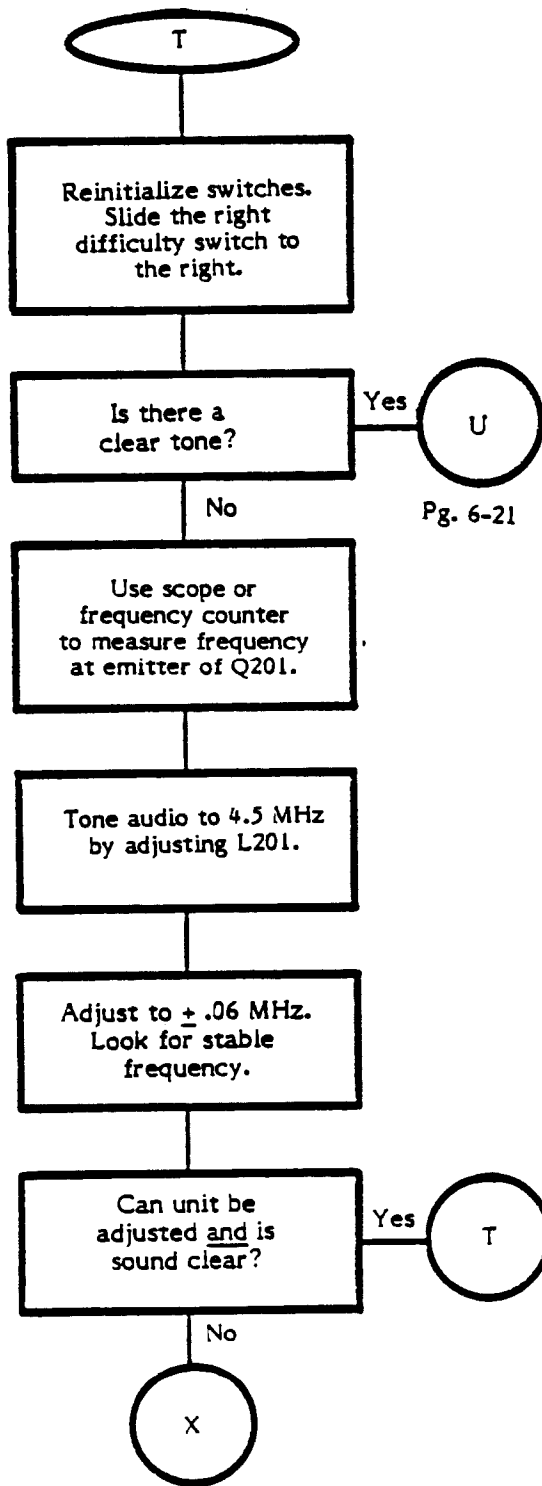 T
Reinitialize switches.
Slide the right
difficulty switch to
the right.
Is there a
clear tone?
Yes
U
Pg. 6-21
No
Use scope or
frequency counter
to measure frequency
at emitter of Q201.
Tone audio to 4.5 MHz
by adjusting L201.
Adjust to ± .06 MHz.
Look for stable
frequency.
Can unit be
adjusted and is
sound clear?
Yes
T
No
X